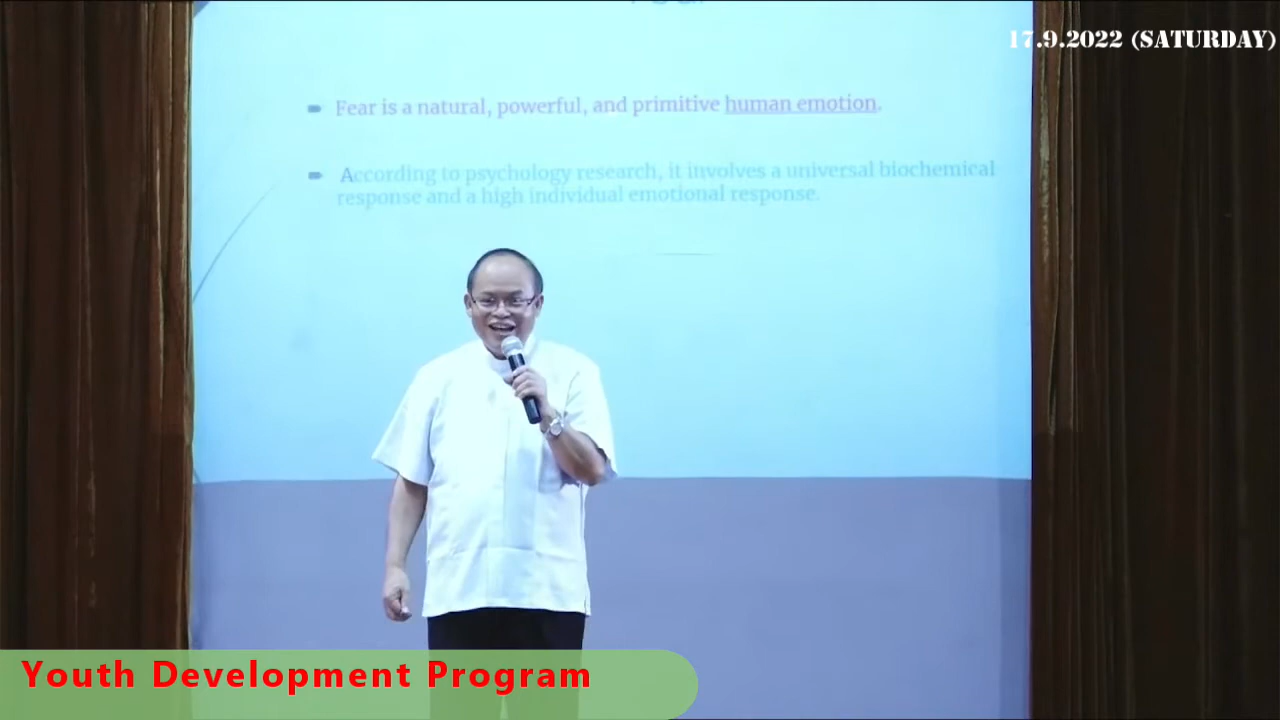 17.9.2022 (SATURDAY)
Fear is a natural, powerful, and primitive human emotion.
According to psychology research, it involves a universal biochemical
response and a high individual emotional response.
Youth Development Program